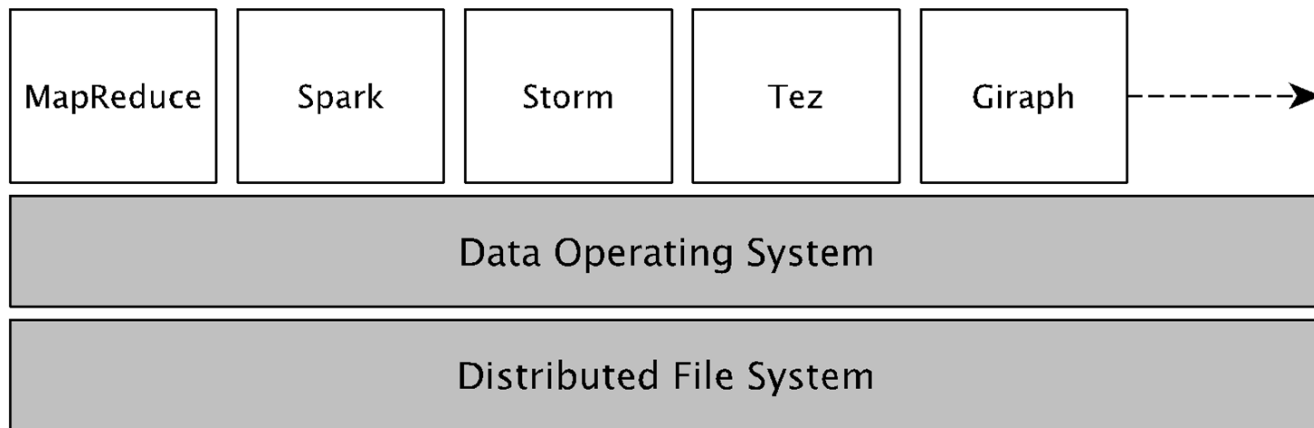 MapReduce
Spark
Storm
Tez
Giraph
Data Operating System
Distributed File System